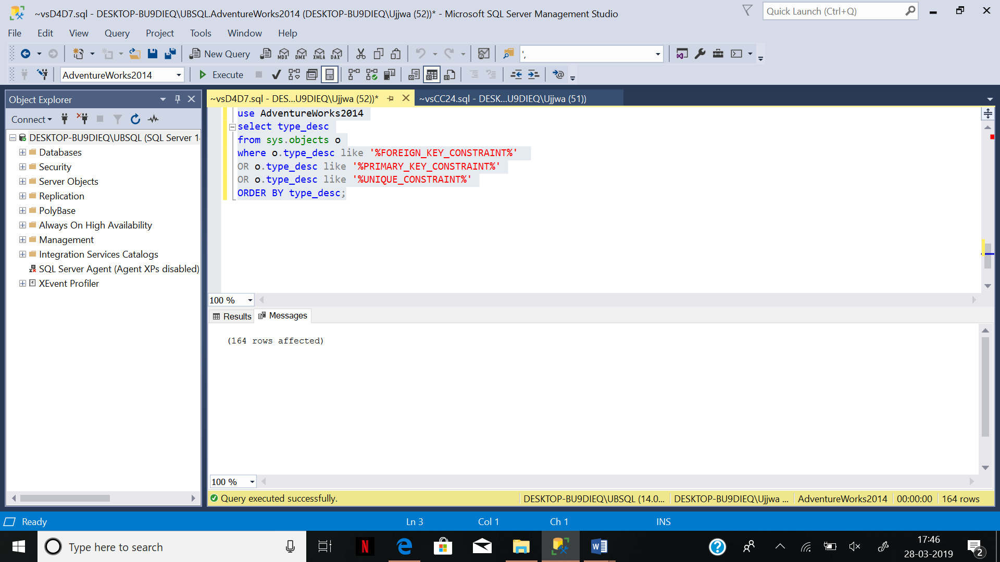 ~vsD4D7.sql - DESKTOP-BU9DIEQ\UBSQL.AdventureWorks2014 (DESKTOP-BU9DIEQ\Ujjwa (52))* - Microsoft SQL Server Management Studio
Quick Launch (Ctrl+Q)
File Edit View Query Project Tools Window Help
New Query MDX DMX XMLA DAX ',
AdventureWorks2014 Execute
Object Explorer
~vsD4D7.sql - DES...U9DIEQ\Ujjwa (52))* ~vsCC24.sql - DESK...U9DIEQ\Ujjwa (51))
Connect
DESKTOP-BU9DIEQ\UBSQL (SQL Server 1
Databases
Security
Server Objects
Replication
PolyBase
Always On High Availability
Management
Integration Services Catalogs
SQL Server Agent (Agent XPs disabled)
XEvent Profiler
use AdventureWorks2014
select type_desc
from sys.objects o
where o.type_desc like '%FOREIGN_KEY_CONSTRAINT%'
OR o.type_desc like '%PRIMARY_KEY_CONSTRAINT%'
OR o.type_desc like '%UNIQUE_CONSTRAINT%'
ORDER BY type_desc;
100 %
Results Messages
(164 rows affected)
100 %
Query executed successfully. DESKTOP-BU9DIEQ\UBSQL (14.0... DESKTOP-BU9DIEQ\Ujjwa ... AdventureWorks2014 00:00:00 164 rows
Ready Ln 3 Col 1 Ch 1 INS
Type here to search
17:46
28-03-2019
2